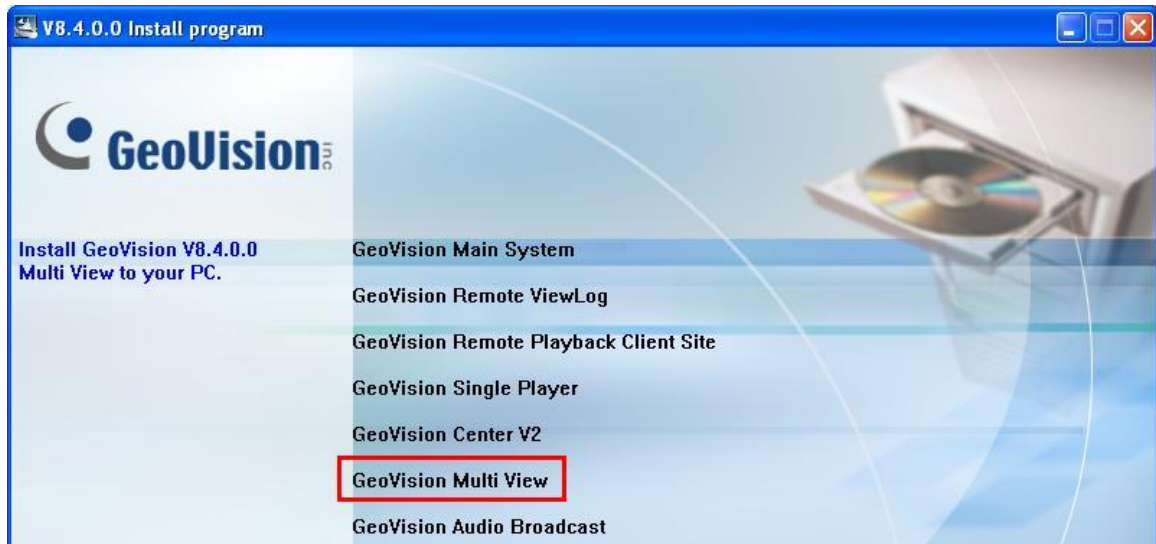 V8.4.0.0 Install program
GeoVision inc
Install GeoVision V8.4.0.0
Multi View to your PC.
GeoVision Main System
GeoVision Remote ViewLog
GeoVision Remote Playback Client Site
GeoVision Single Player
GeoVision Center V2
GeoVision Multi View
GeoVision Audio Broadcast